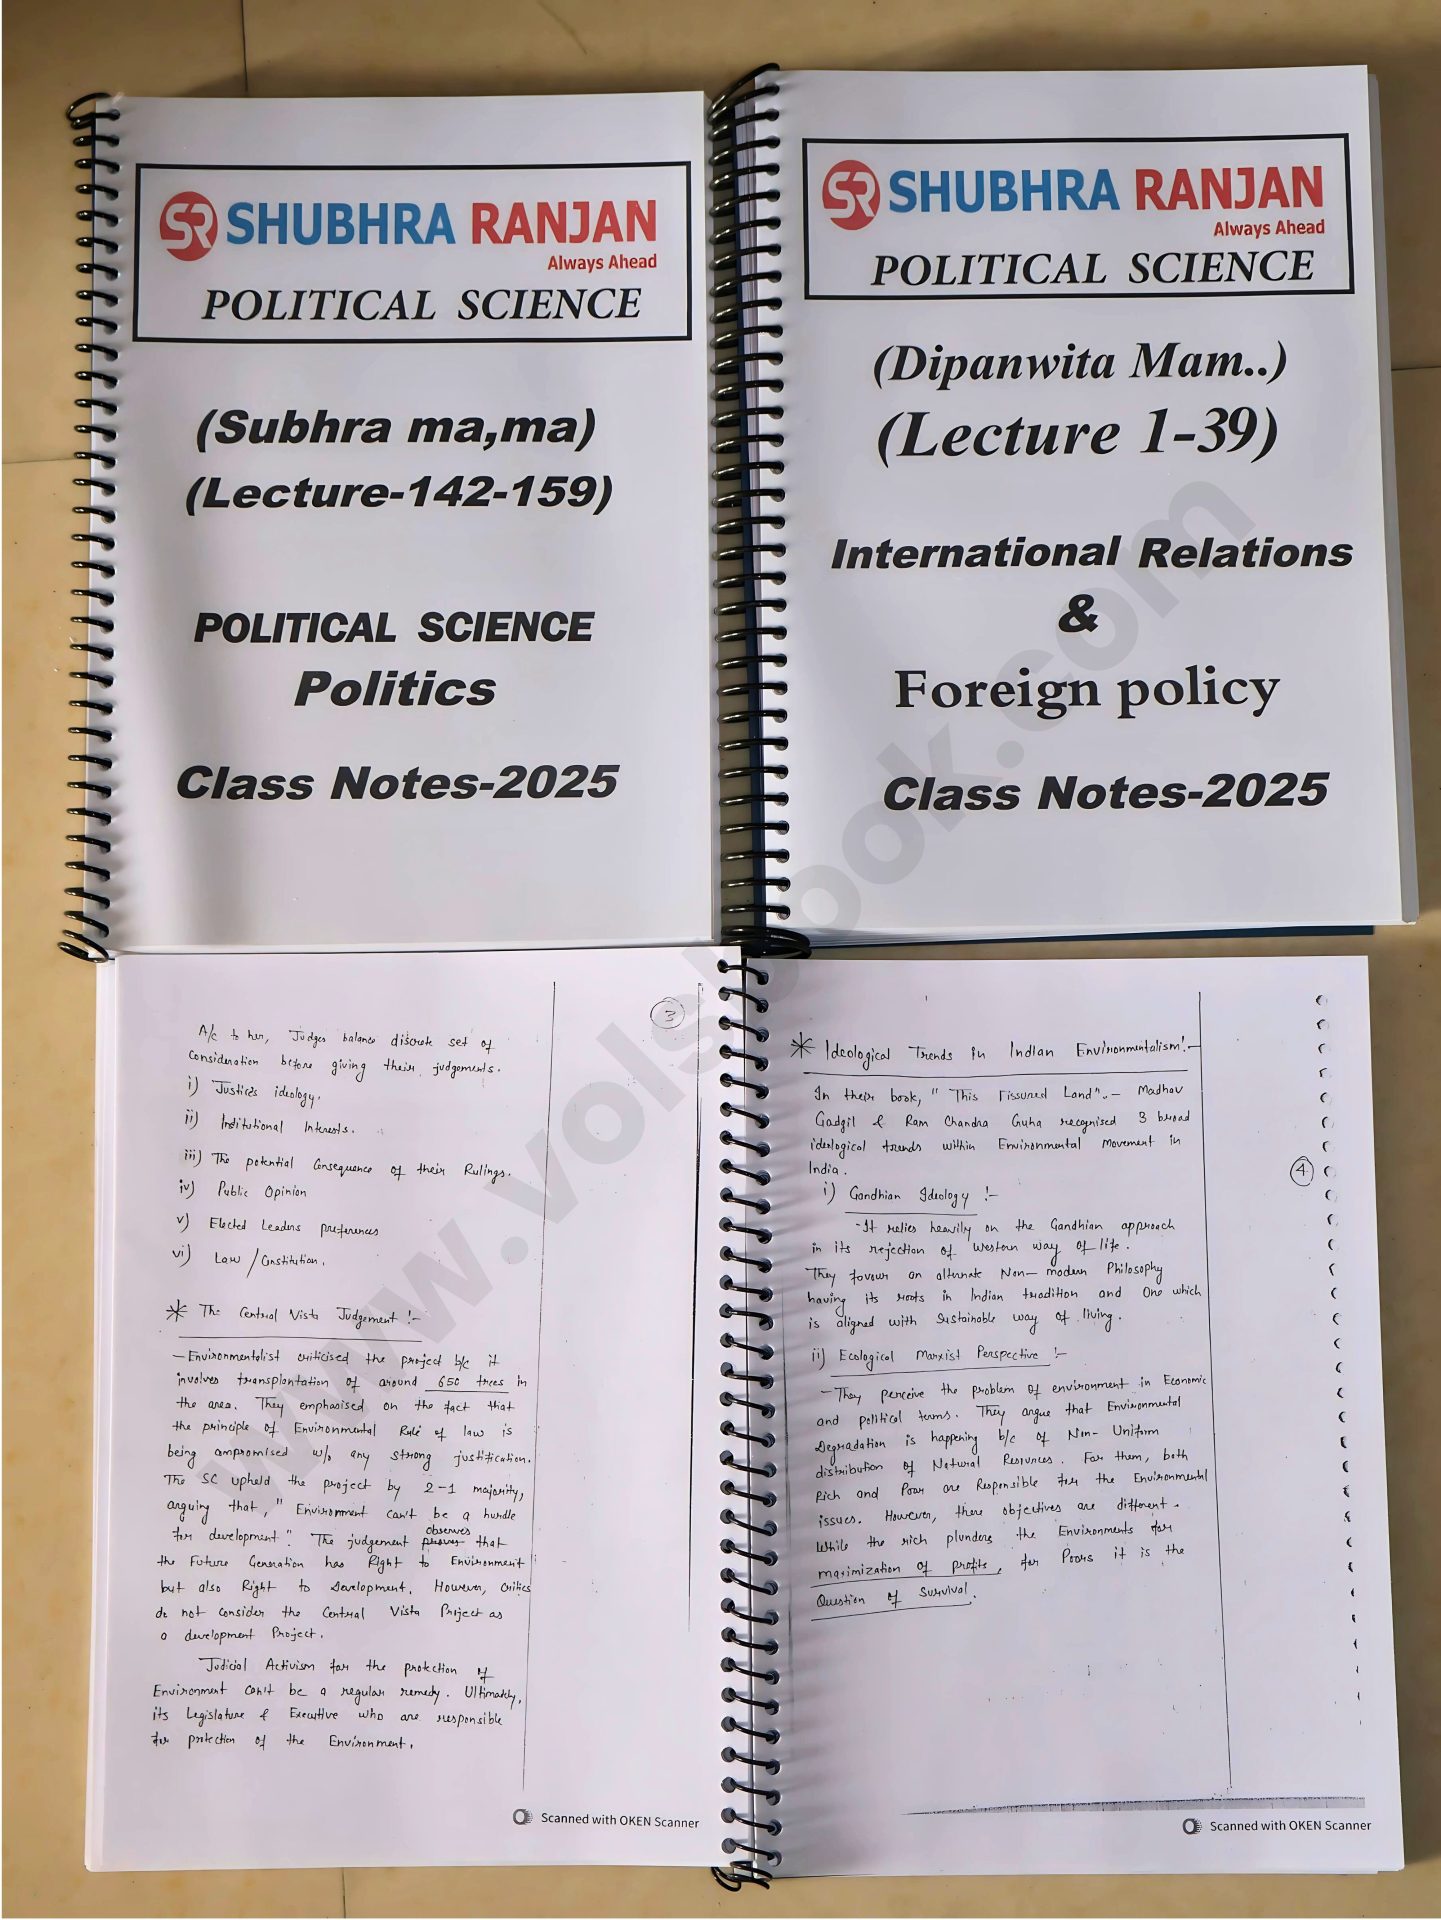 SR SHUBHRA RANJAN
Always Ahead
POLITICAL SCIENCE
(Subhra ma,ma)
(Lecture-142-159)
POLITICAL SCIENCE
Politics
Class Notes-2025
SR SHUBHRA RANJAN
Always Ahead
POLITICAL SCIENCE
(Dipanwita Mam..)
(Lecture 1-39)
International Relations
&
Foreign policy
Class Notes-2025
www.volsbook.com
3
A/c to her, Judges balance discrete set of
consideration before giving their judgements.
i) Justices ideology.
ii) Institutional Interests.
iii) The potential Consequence of their Rulings.
iv) Public Opinion
v) Elected Leaders preferences
vi) Law / Constitution.
* The Central Vista Judgement :-
- Environmentalist criticised the project b/c it
involves transplantation of around 650 trees in
the area. They emphasised on the fact that
the principle of Environmental Rule of law is
being compromised w/o any strong justification.
The SC upheld the project by 2-1 majority,
arguing that, " Environment can't be a hurdle
for development". The judgement observes that
the Future Generation has Right to Environment
but also Right to Development. However, critics
do not consider the Central Vista Project as
a development Project.
Judicial Activism for the protection of
Environment can't be a regular remedy. Ultimately,
its Legislature & Executive who are responsible
for protection of the Environment.
Scanned with OKEN Scanner
* Ideological Trends in Indian Environmentalism:-
In their book, "This Fissured Land". - Madhav
Gadgil & Ram Chandra Guha recognised 3 broad
ideological trends within Environmental Movement in
India.
4
i) Gandhian Ideology :-
- It relies heavily on the Gandhian approach
in its rejection of Western way of life.
They favour an alternate Non-modern Philosophy
having its roots in Indian tradition and One which
is aligned with Sustainable way of living.
ii) Ecological Marxist Perspective :-
- They perceive the problem of environment in Economic
and political terms. They argue that Environmental
Degradation is happening b/c of Non-Uniform
distribution of Natural Resources. For them, both
Rich and Poor are Responsible for the Environmental
issues. However, there objectives are different.
While the rich plunders the Environments for
maximization of profits, for Poors it is the
Question of Survival.
Scanned with OKEN Scanner